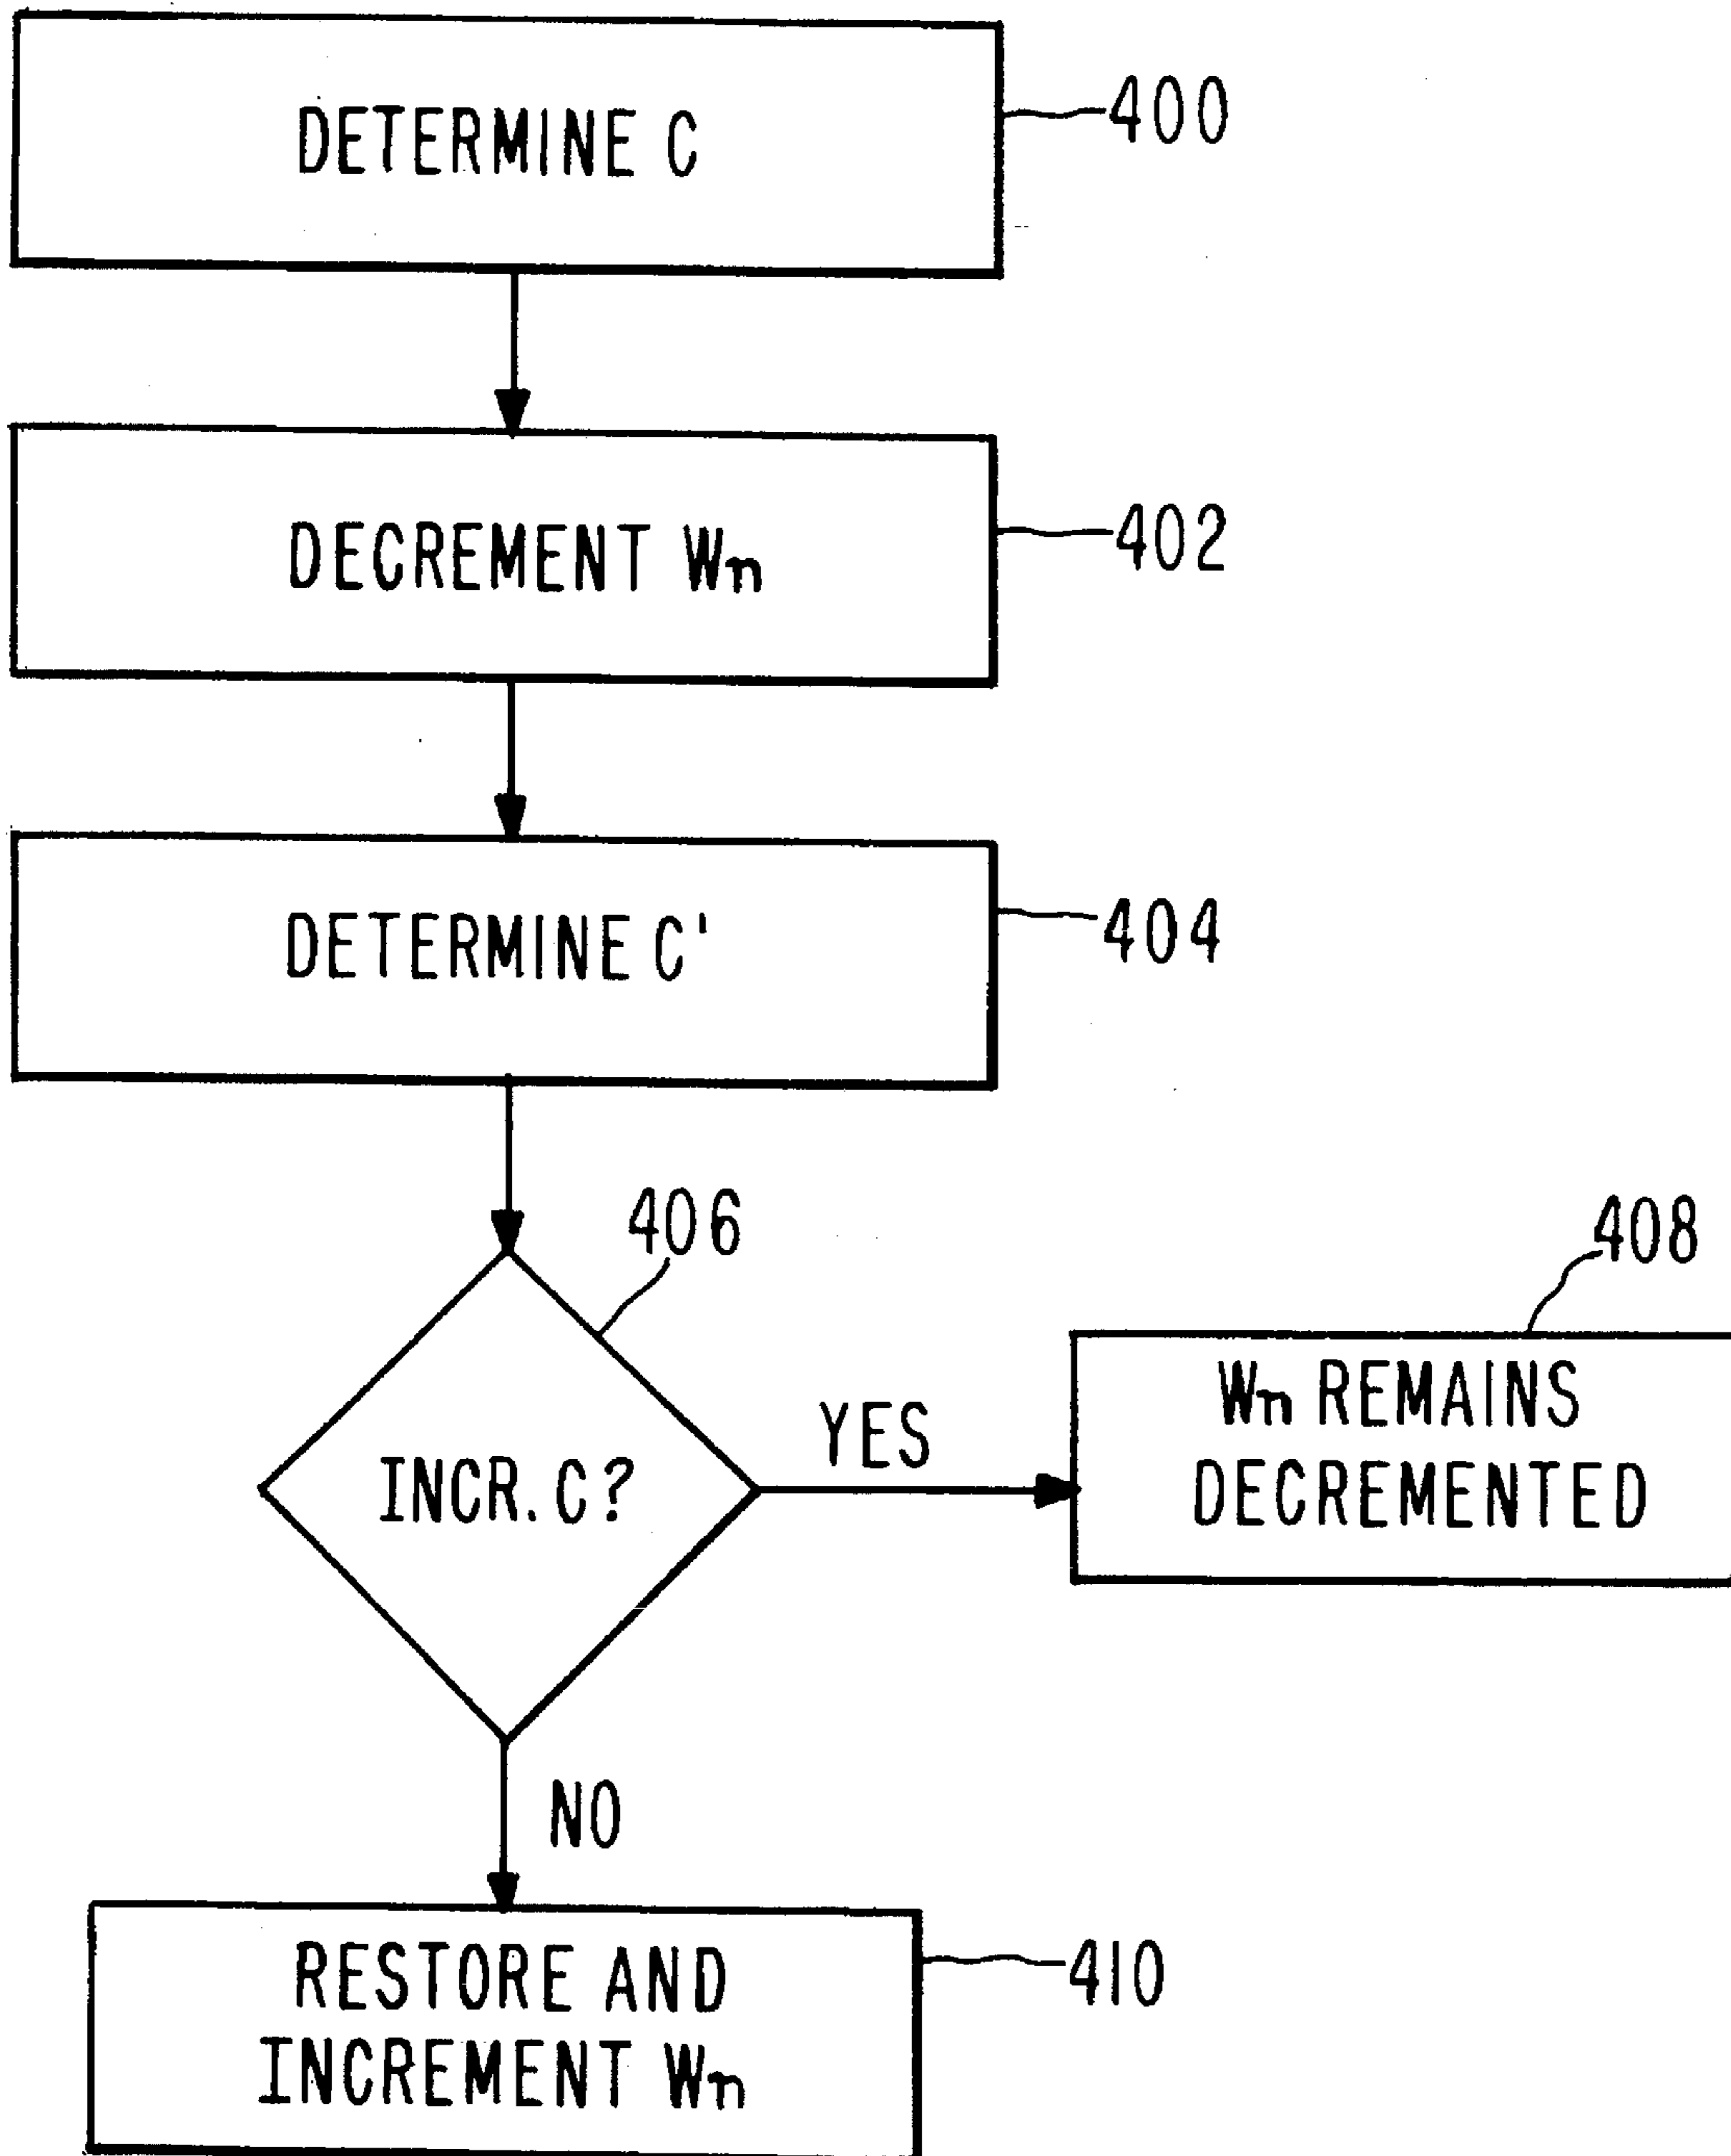 DETERMINE C
400
DECREMENT Wn
402
DETERMINE C'
404
406
408
INCR. C?
YES
Wn REMAINS
DECREMENTED
NO
RESTORE AND
INCREMENT Wn
410